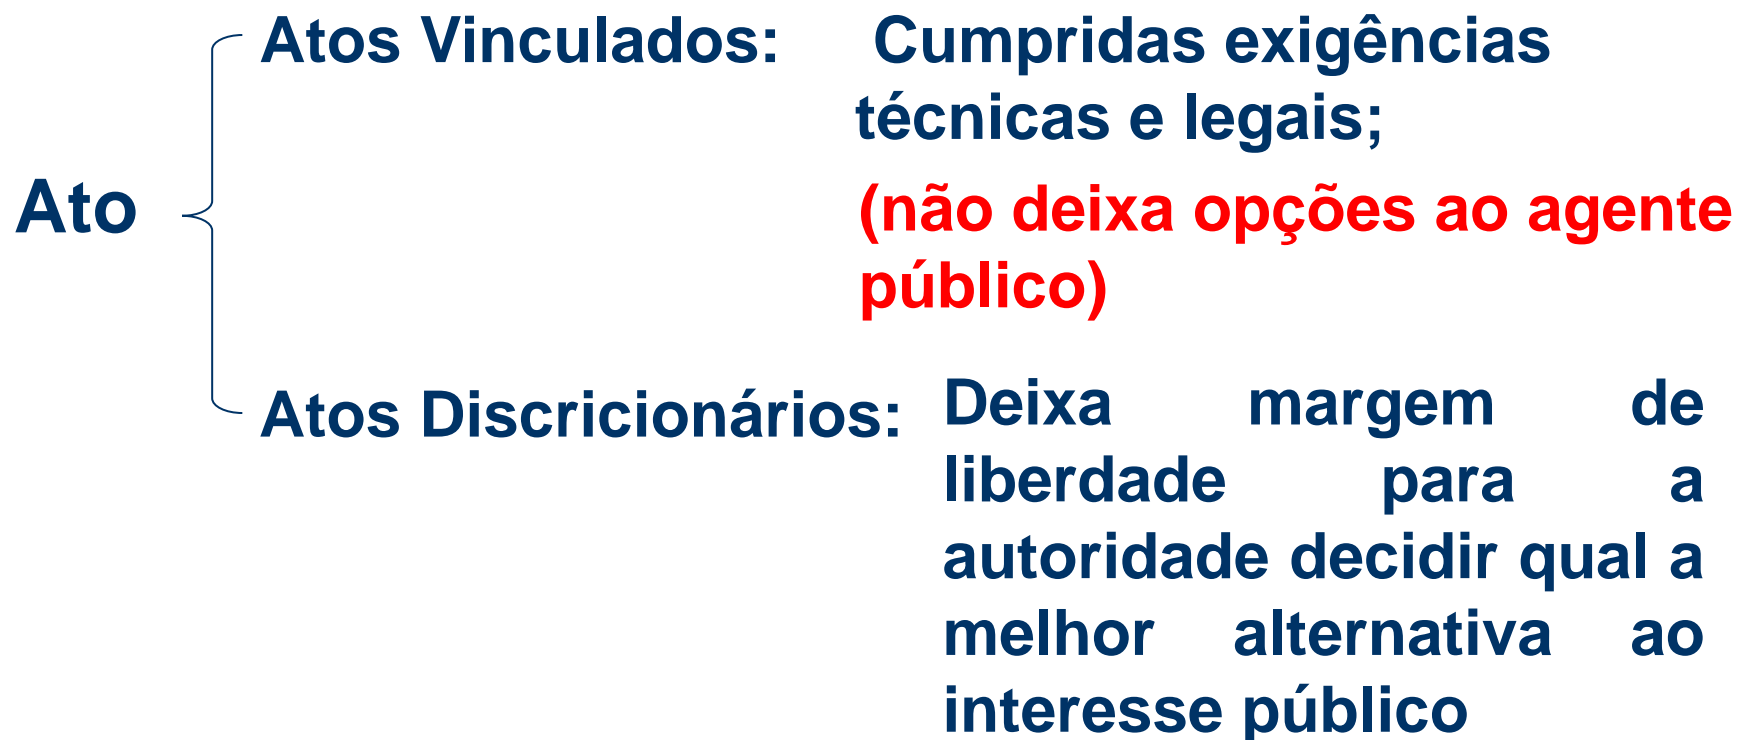 Ato
Atos Vinculados: Cumpridas exigências
técnicas e legais;
(não deixa opções ao agente
público)
Atos Discricionários: Deixa margem de
liberdade para a
autoridade decidir qual a
melhor alternativa ao
interesse público